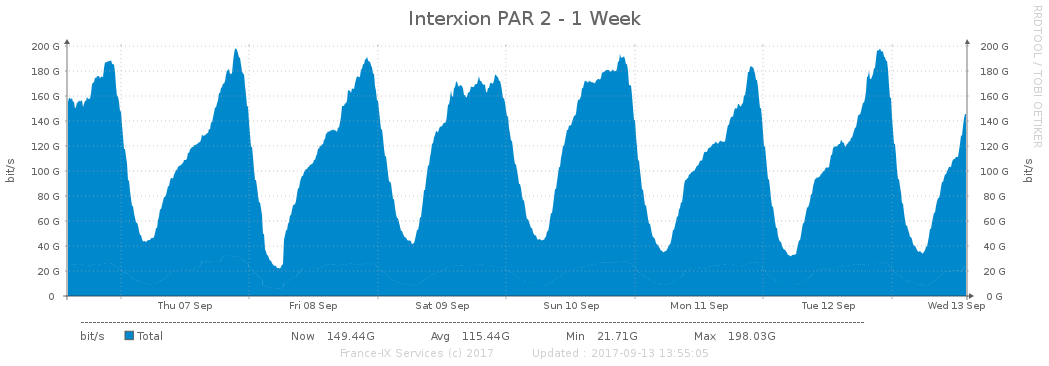 Interxion PAR 2 - 1 Week
RRDTOOL / TOBI OETIKER
200 G 200 G
180 G 180 G
160 G 160 G
140 G 140 G
120 G 120 G
100 G 100 G
80 G 80 G
60 G 60 G
40 G 40 G
20 G 20 G
0 0 G
bit/s bit/s
Thu 07 Sep Fri 08 Sep Sat 09 Sep Sun 10 Sep Mon 11 Sep Tue 12 Sep Wed 13 Sep
bit/s Total Now 149.44G Avg 115.44G Min 21.71G Max 198.03G
France-IX Services (c) 2017 Updated : 2017-09-13 13:55:05